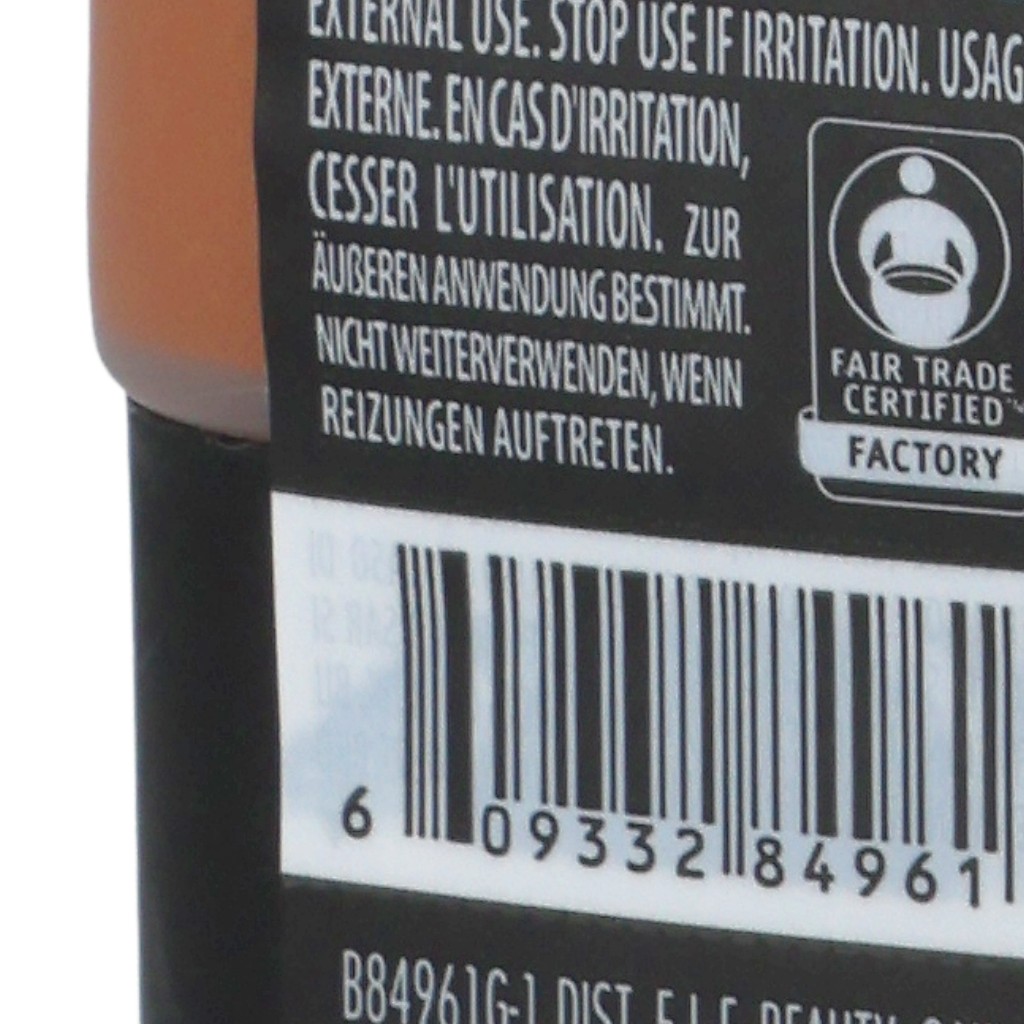 EXTERNAL USE. STOP USE IF IRRITATION. USAG
EXTERNE. EN CAS D'IRRITATION,
CESSER L'UTILISATION. ZUR
ÄUßEREN ANWENDUNG BESTIMMT.
NICHT WEITERVERWENDEN, WENN
REIZUNGEN AUFTRETEN.
FAIR TRADE
CERTIFIED™
FACTORY
6 09332 84961
B84961G-1 DIST. E.L.F. BEAUTY,